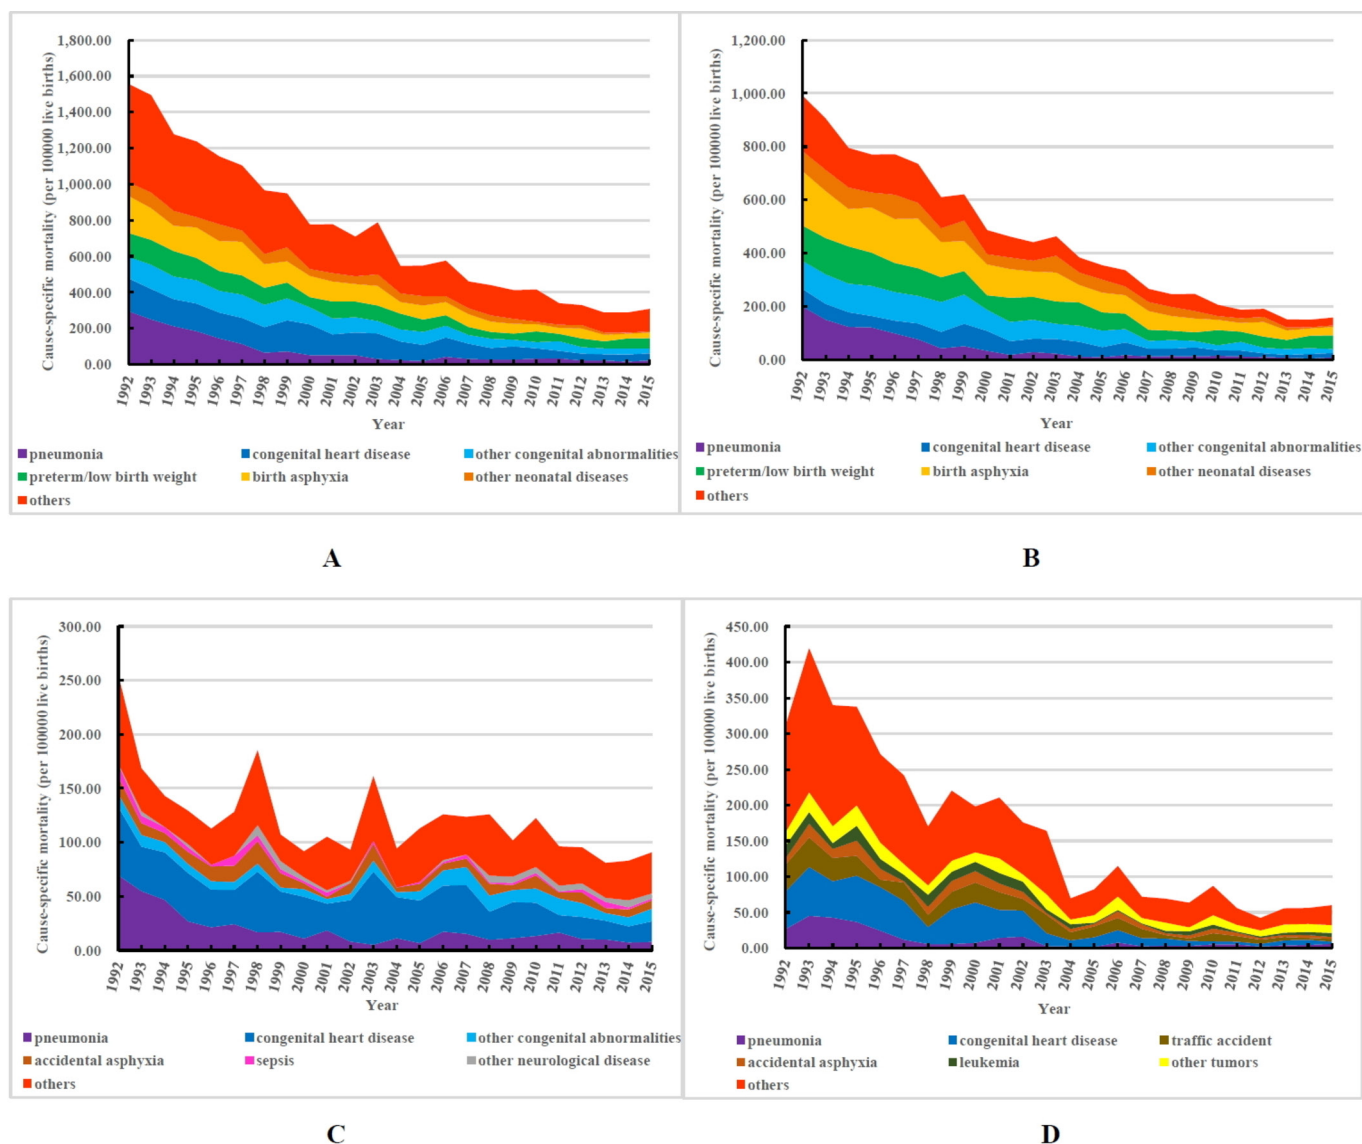 Cause-specific mortality (per 100000 live births)
1,800.00
1,600.00
1,400.00
1,200.00
1,000.00
800.00
600.00
400.00
200.00
0.00
1992 1993 1994 1995 1996 1997 1998 1999 2000 2001 2002 2003 2004 2005 2006 2007 2008 2009 2010 2011 2012 2013 2014 2015
Year
pneumonia congenital heart disease other congenital abnormalities
preterm/low birth weight birth asphyxia other neonatal diseases
others
A
Cause-specific mortality (per 100000 live births)
1,200.00
1,000.00
800.00
600.00
400.00
200.00
0.00
1992 1993 1994 1995 1996 1997 1998 1999 2000 2001 2002 2003 2004 2005 2006 2007 2008 2009 2010 2011 2012 2013 2014 2015
Year
pneumonia congenital heart disease other congenital abnormalities
preterm/low birth weight birth asphyxia other neonatal diseases
others
B
Cause-specific mortality (per 100000 live births)
300.00
250.00
200.00
150.00
100.00
50.00
0.00
1992 1993 1994 1995 1996 1997 1998 1999 2000 2001 2002 2003 2004 2005 2006 2007 2008 2009 2010 2011 2012 2013 2014 2015
Year
pneumonia congenital heart disease other congenital abnormalities
accidental asphyxia sepsis other neurological disease
others
C
Cause-specific mortality (per 100000 live births)
450.00
400.00
350.00
300.00
250.00
200.00
150.00
100.00
50.00
0.00
1992 1993 1994 1995 1996 1997 1998 1999 2000 2001 2002 2003 2004 2005 2006 2007 2008 2009 2010 2011 2012 2013 2014 2015
Year
pneumonia congenital heart disease traffic accident
accidental asphyxia leukemia other tumors
others
D